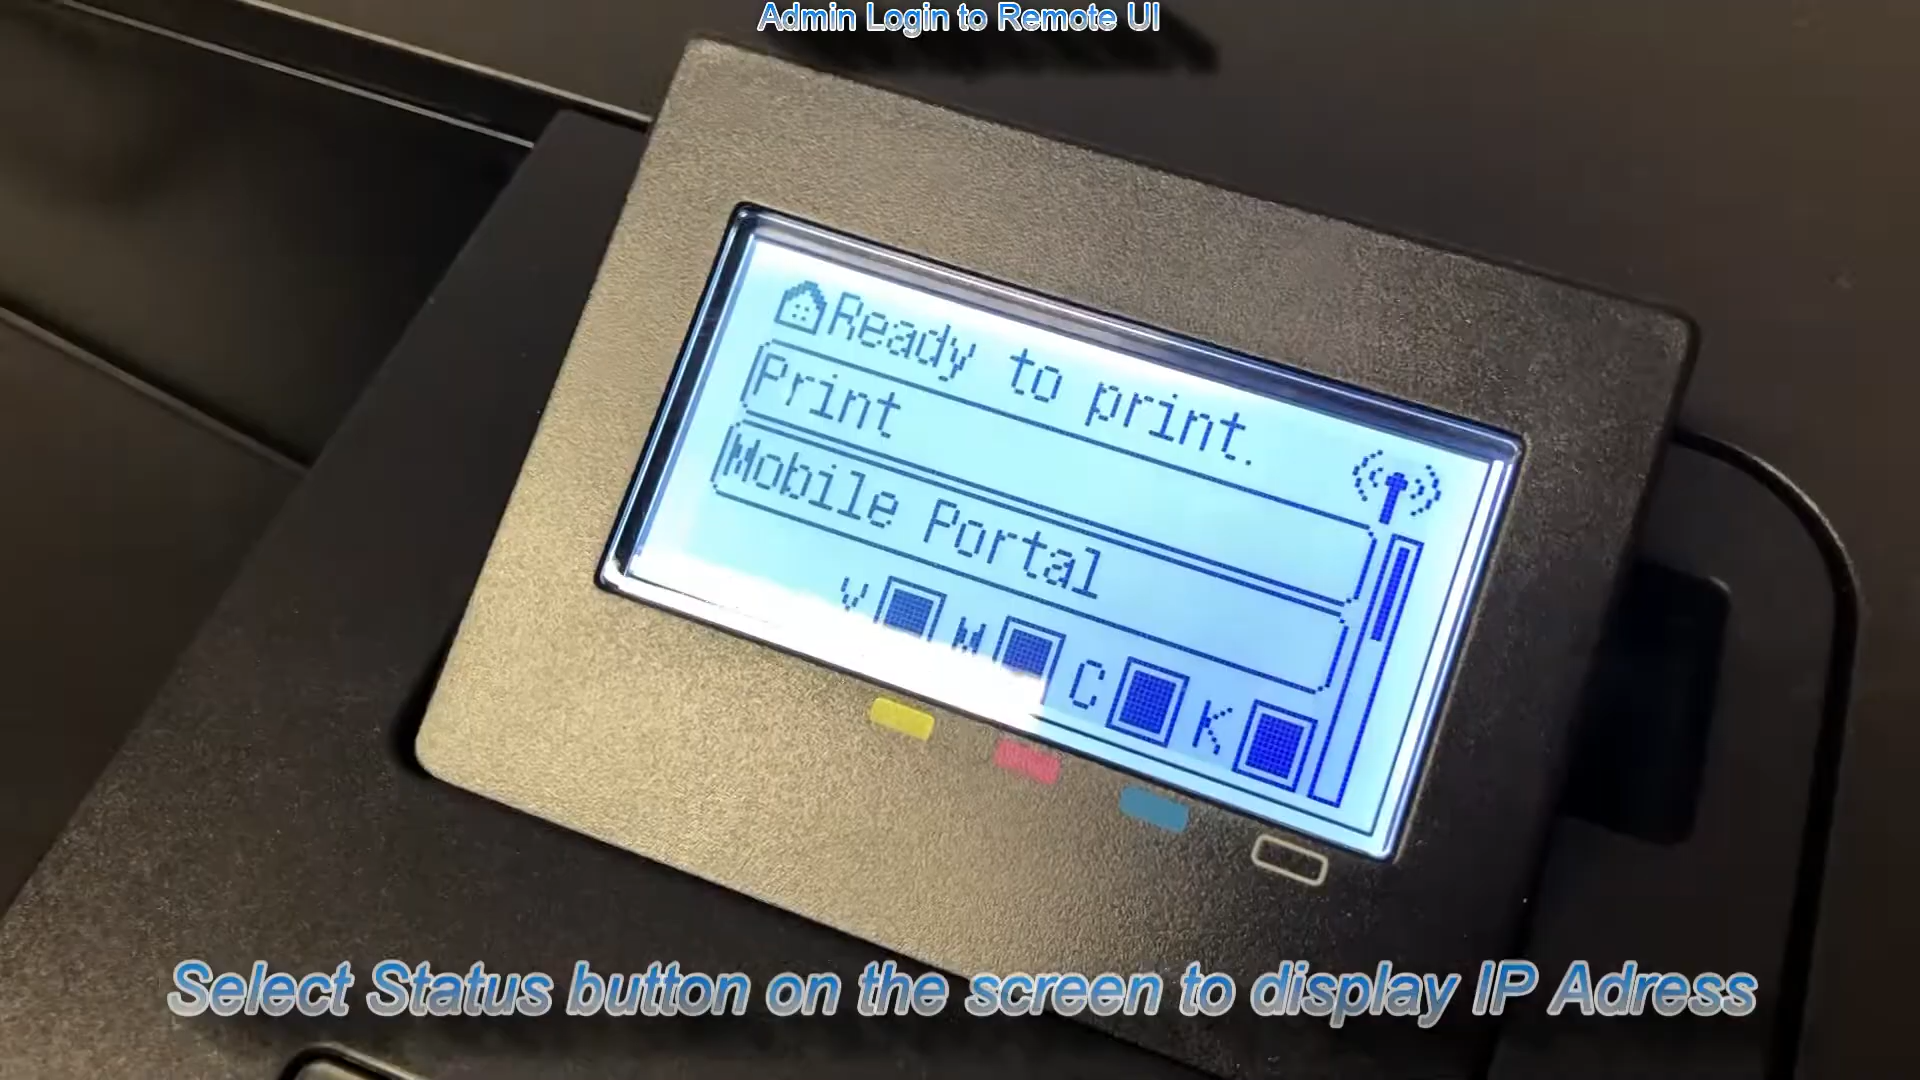 Admin Login to Remote UI
Ready to print.
Print
Mobile Portal
Y M C K
Select Status button on the screen to display IP Adress